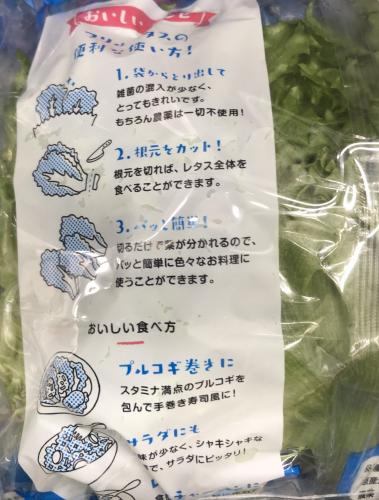 おいしい
の
便利な使い方!
1. 袋からとり出して
雑菌の混入が少なく、
とってもきれいです。
もちろん農薬は一切不使用!
2. 根元をカット!
根元を切れば、レタス全体を
食べることができます。
3. パッと簡単!
切るだけで葉が分かれるので、
パッと簡単に色々なお料理に
使うことができます。
おいしい食べ方
プルコギ巻きに
スタミナ満点のプルコギを
包んで手巻き寿司風に!
サラダにも
味が少なく、シャキシャキな
で、サラダにピッタリ!